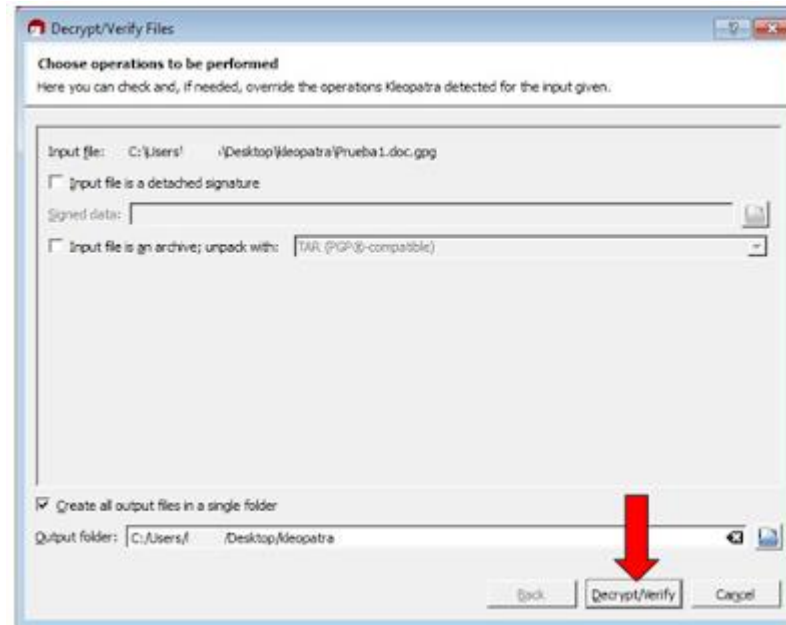 Decrypt/Verify Files
Choose operations to be performed
Here you can check and, if needed, override the operations Kleopatra detected for the input given.
Input file: C:\Users\ \Desktop\kleopatra\Prueba1.doc.gpg
Input file is a detached signature
Signed data:
Input file is an archive; unpack with: TAR (PGP®-compatible)
Create all output files in a single folder
Output folder: C:/Users/ /Desktop/kleopatra
Back Decrypt/Verify Cancel